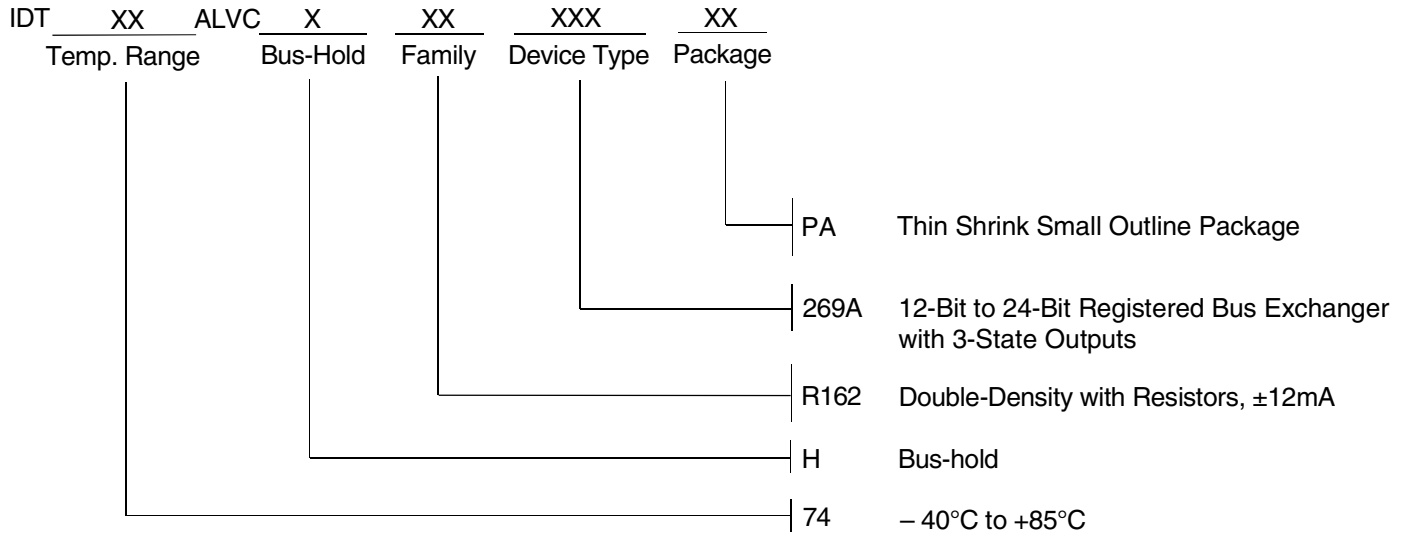 IDT XX ALVC X XX XXX XX
Temp. Range Bus-Hold Family Device Type Package
PA Thin Shrink Small Outline Package
269A 12-Bit to 24-Bit Registered Bus Exchanger
with 3-State Outputs
R162 Double-Density with Resistors, ±12mA
H Bus-hold
74 – 40°C to +85°C